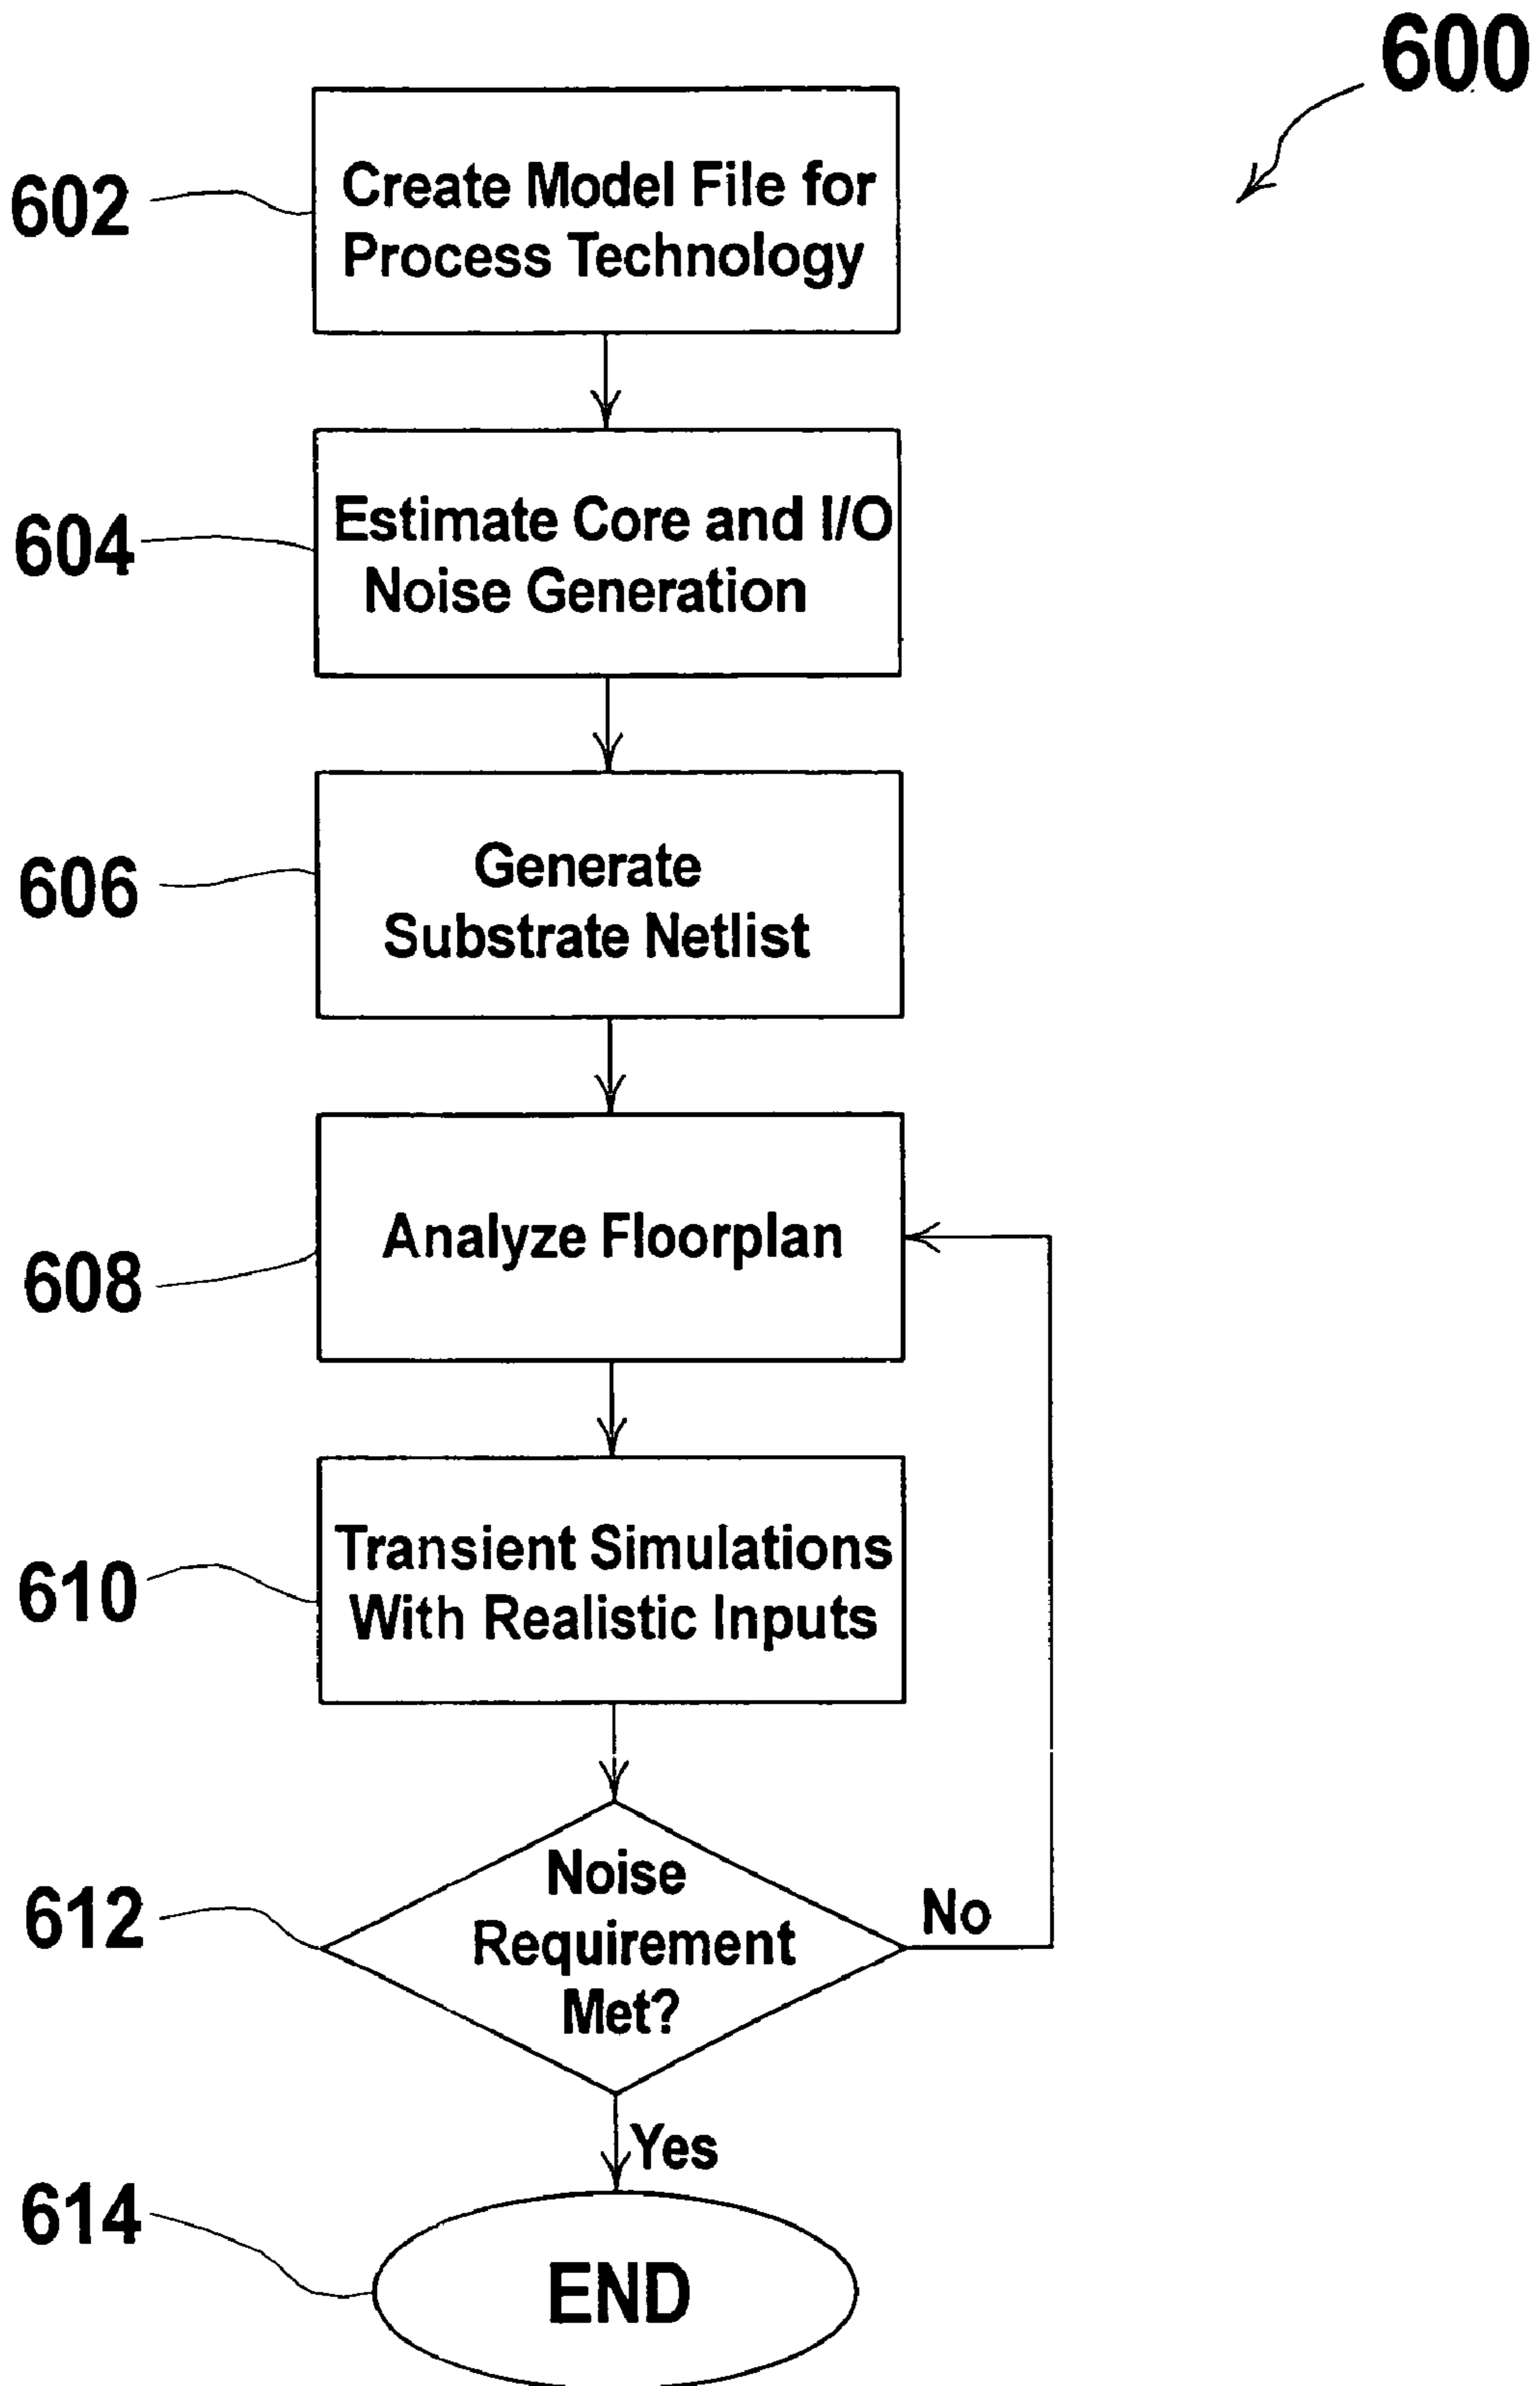 600
602
Create Model File for
Process Technology
604
Estimate Core and I/O
Noise Generation
606
Generate
Substrate Netlist
608
Analyze Floorplan
610
Transient Simulations
With Realistic Inputs
612
Noise
Requirement
Met?
No
Yes
614
END